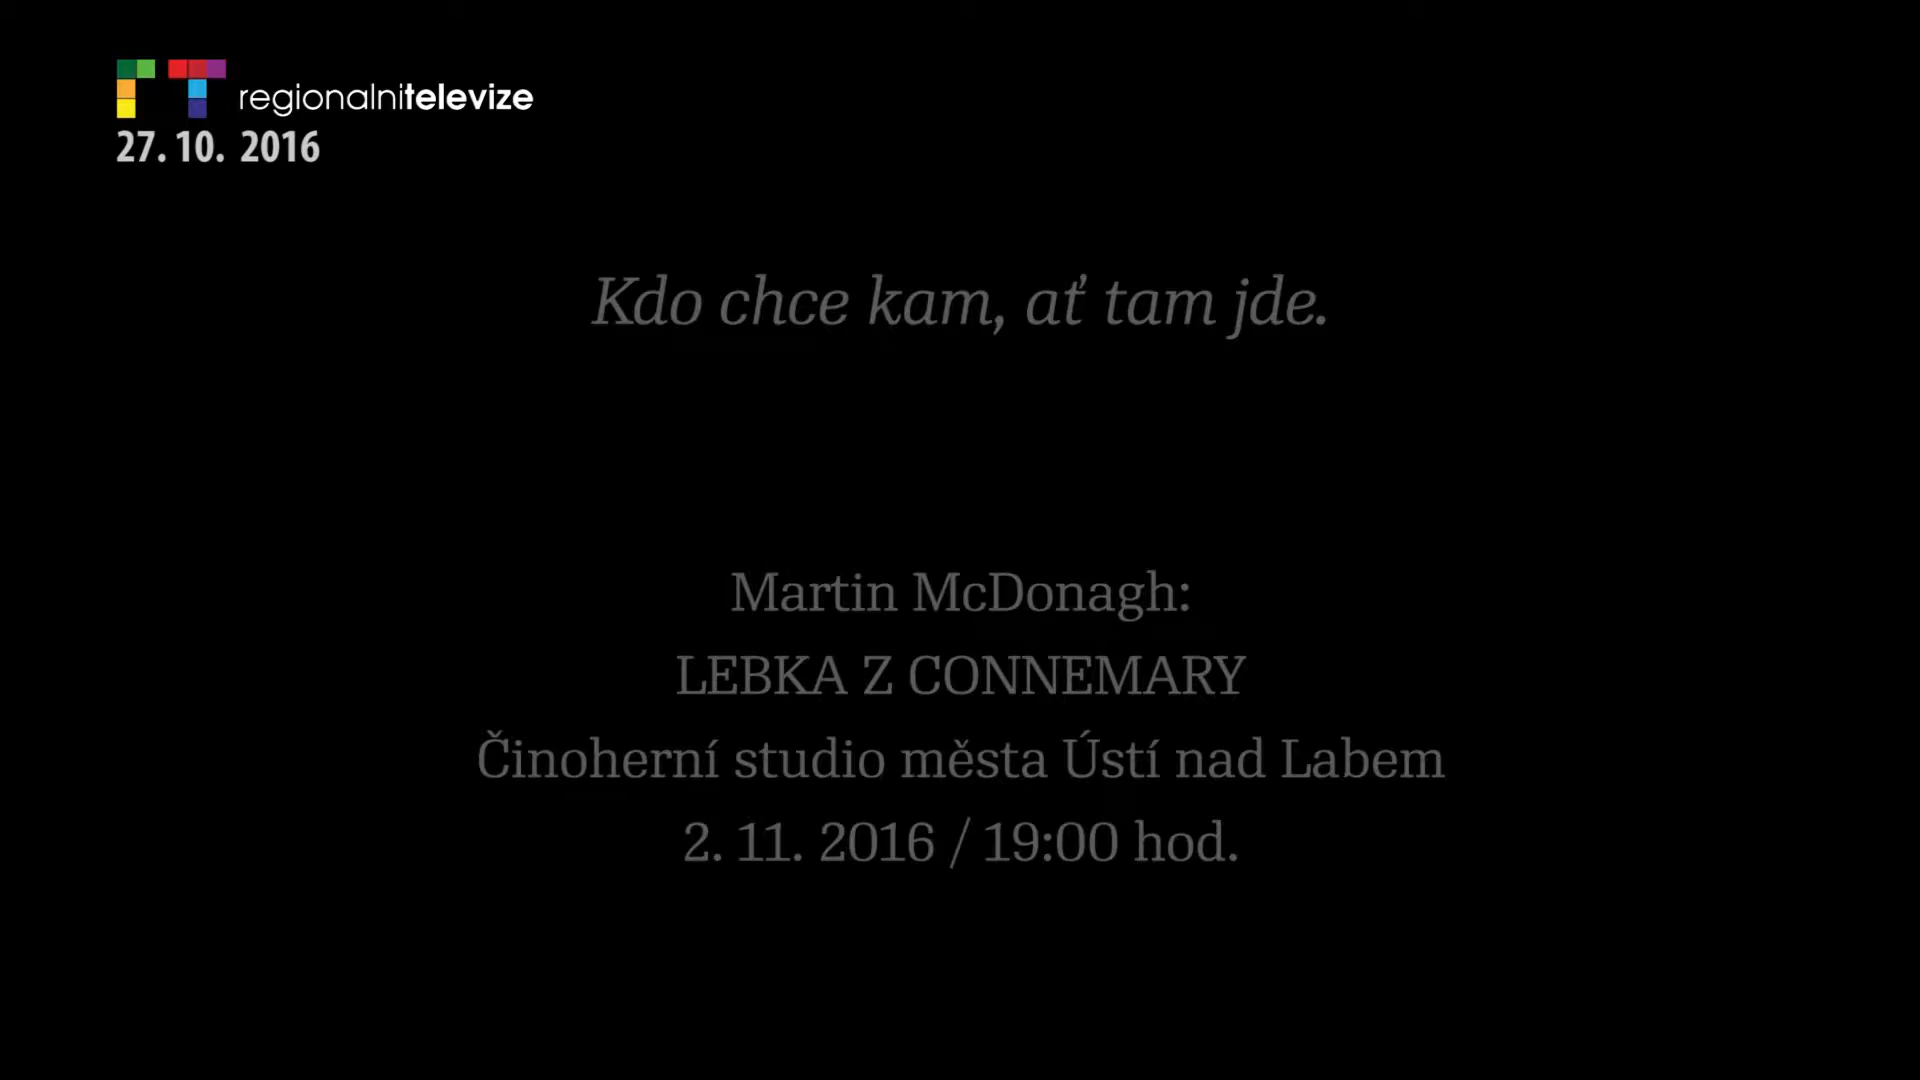 regionalnitelevize
27. 10. 2016
Kdo chce kam, ať tam jde.
Martin McDonagh:
LEBKA Z CONNEMARY
Činoherní studio města Ústí nad Labem
2. 11. 2016 / 19:00 hod.